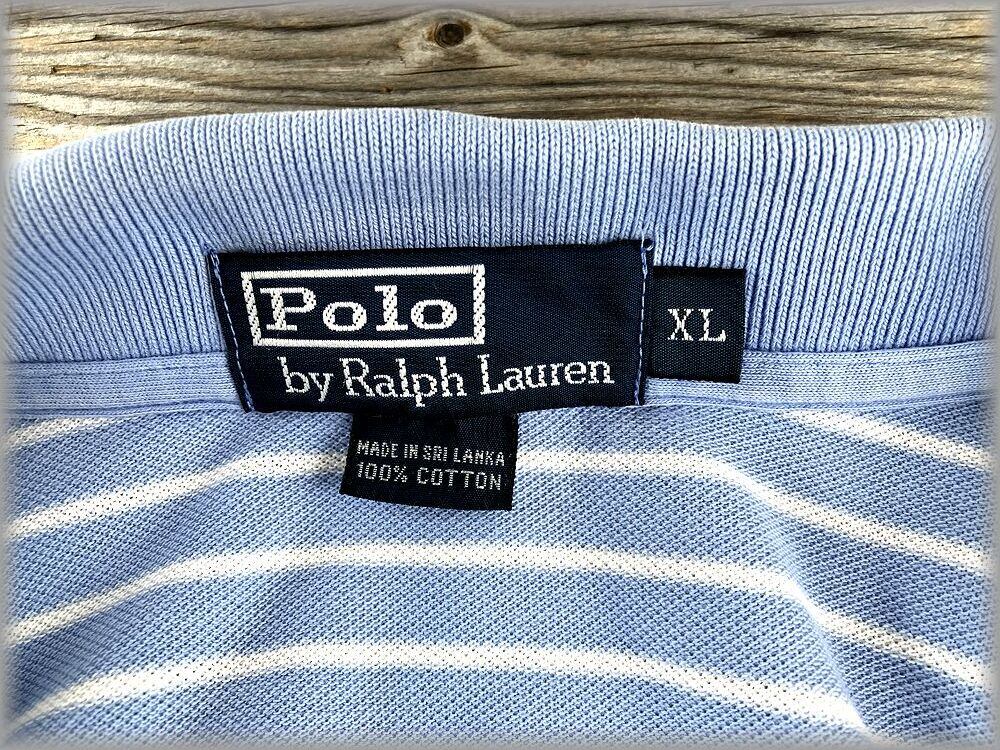 Polo
by Ralph Lauren
XL
MADE IN SRI LANKA
100% COTTON